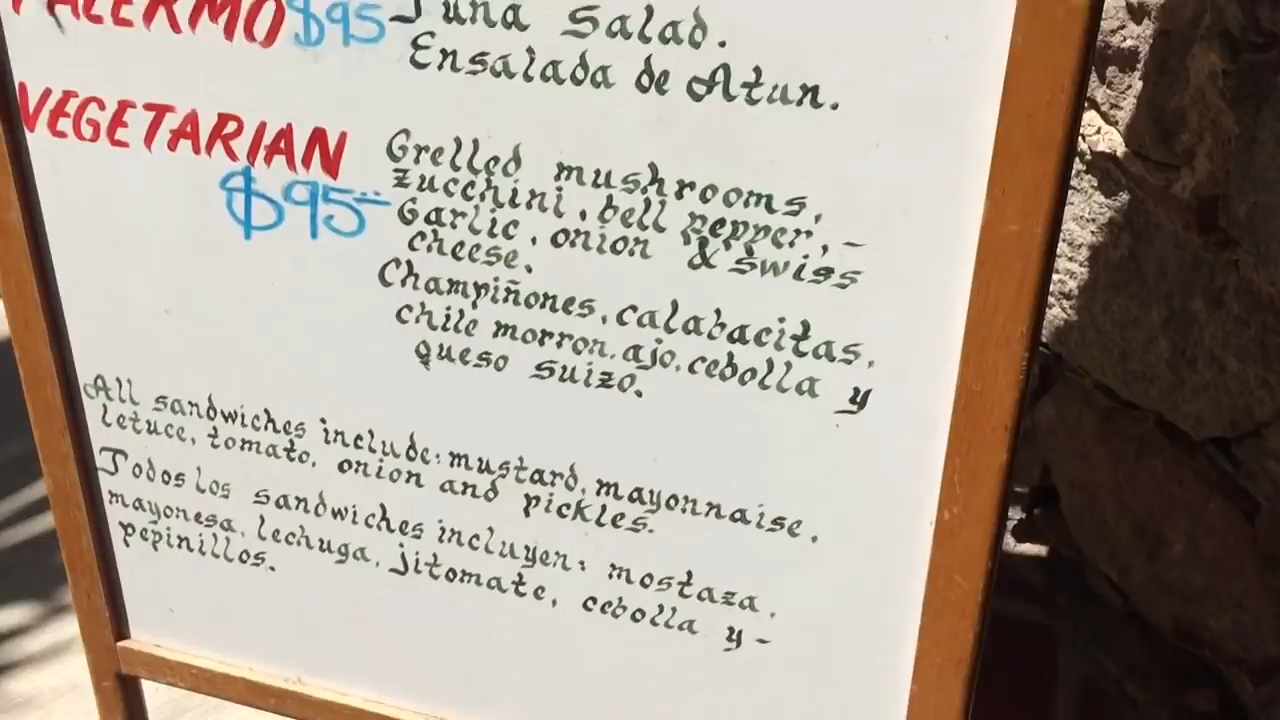 PALERMO $95- Tuna Salad.
Ensalada de Atun.
VEGETARIAN
$95-- Grelled mushrooms,
zucchini, bell pepper, -
Garlic, onion & swiss
cheese.
Champiñones, calabacitas,
chile morron, ajo, cebolla y
queso suizo.
All sandwiches include: mustard, mayonnaise,
letuce, tomato, onion and pickles.
Todos los sandwiches incluyen: mostaza,
mayonesa, lechuga, jitomate, cebolla y -
pepinillos.